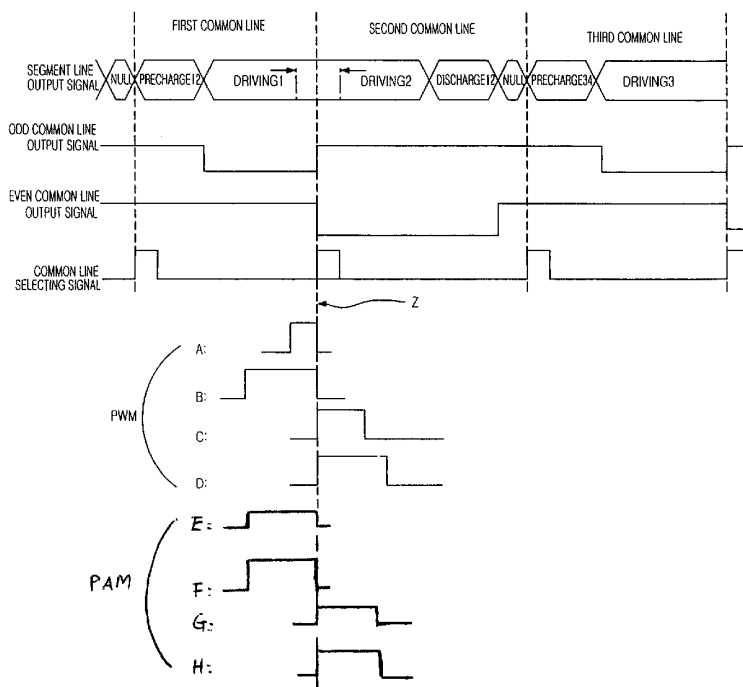 FIRST COMMON LINE
SECOND COMMON LINE
THIRD COMMON LINE
SEGMENT LINE
OUTPUT SIGNAL
NULL
PRECHARGE12
DRIVING1
DRIVING2
DISCHARGE12
NULL
PRECHARGE34
DRIVING3
ODD COMMON LINE
OUTPUT SIGNAL
EVEN COMMON LINE
OUTPUT SIGNAL
COMMON LINE
SELECTING SIGNAL
Z
A:
B:
PWM
C:
D:
E:
PAM
F:
G:
H: